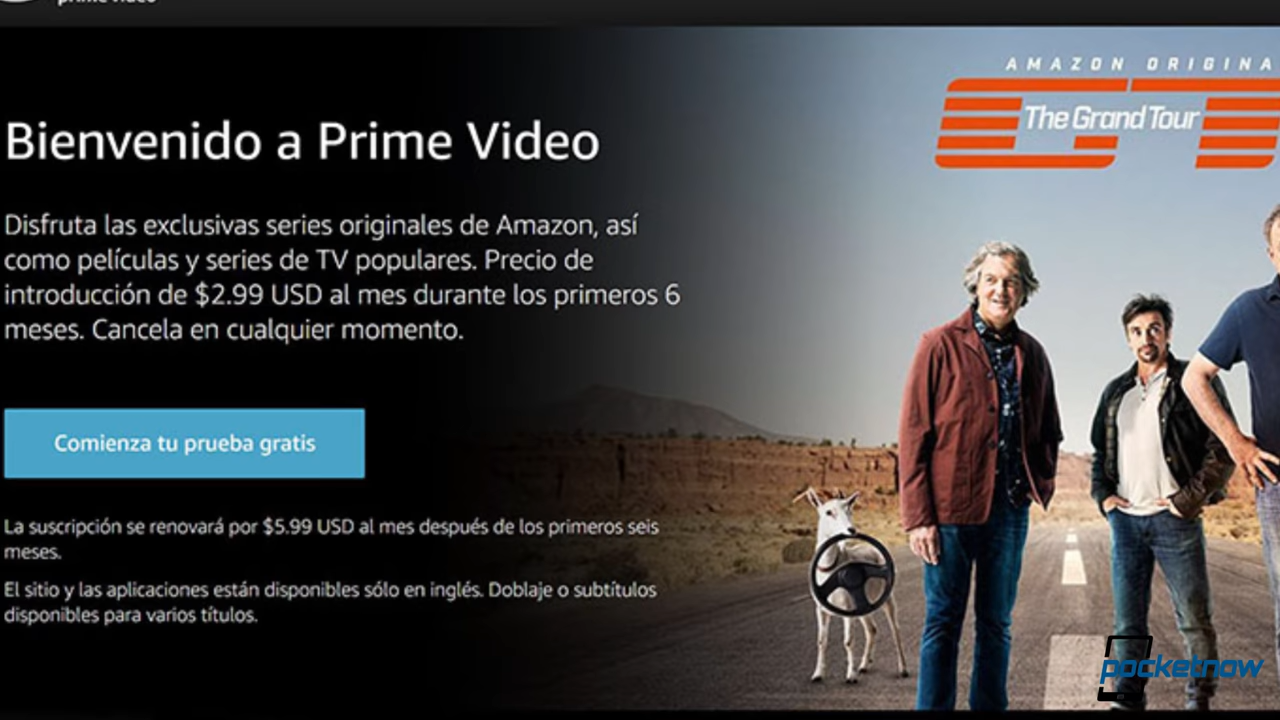 prime video
AMAZON ORIGINA
The Grand Tour
Bienvenido a Prime Video
Disfruta las exclusivas series originales de Amazon, así
como películas y series de TV populares. Precio de
introducción de $2.99 USD al mes durante los primeros 6
meses. Cancela en cualquier momento.
Comienza tu prueba gratis
La suscripción se renovará por $5.99 USD al mes después de los primeros seis
meses.
El sitio y las aplicaciones están disponibles sólo en inglés. Doblaje o subtítulos
disponibles para varios títulos.
pocketnow